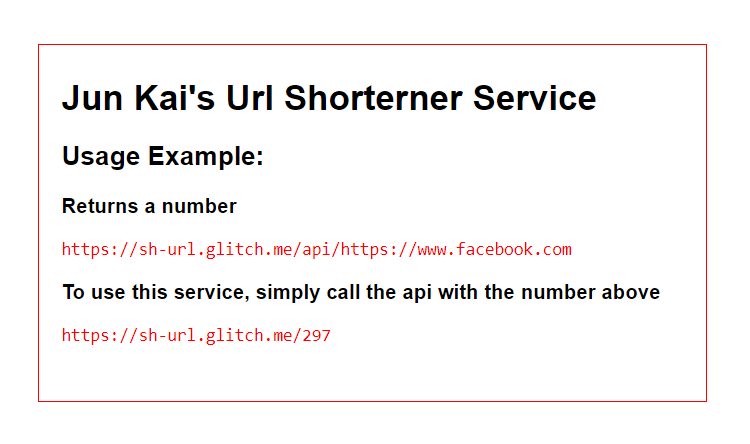 Jun Kai's Url Shorterner Service
Usage Example:
Returns a number
https://sh-url.glitch.me/api/https://www.facebook.com
To use this service, simply call the api with the number above
https://sh-url.glitch.me/297